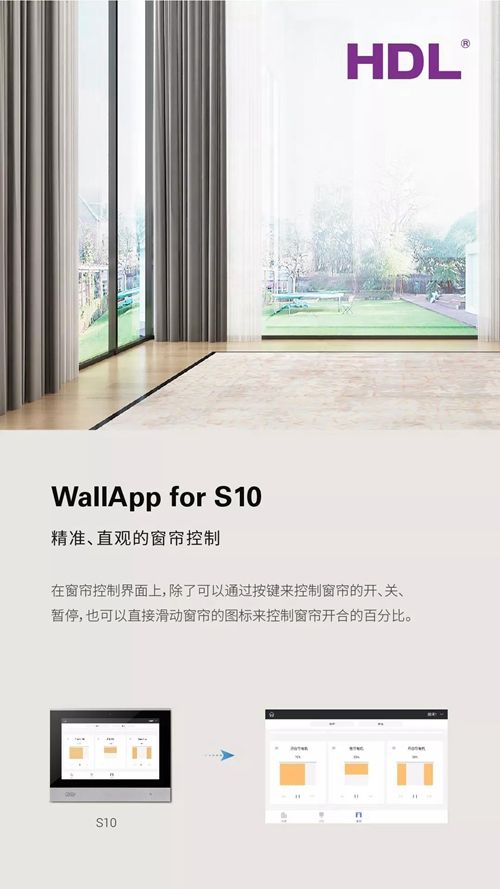 HDL®
WallApp for S10
精准、直观的窗帘控制
在窗帘控制界面上，除了可以通过按键来控制窗帘的开、关、
暂停，也可以直接滑动窗帘的图标来控制窗帘开合的百分比。
S10